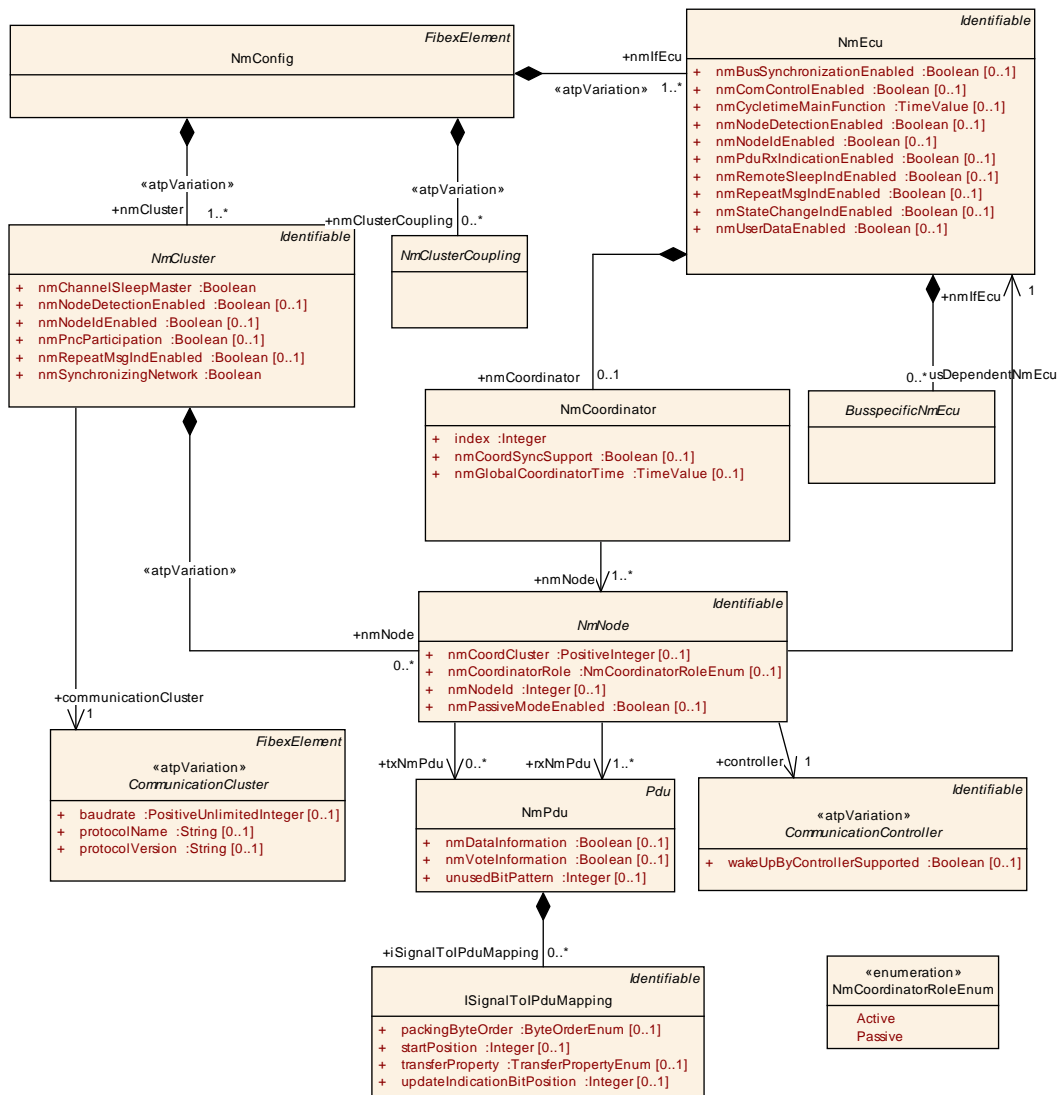 FibexElement
NmConfig
Identifiable
NmEcu
+ nmBusSynchronizationEnabled :Boolean [0..1]
+ nmComControlEnabled :Boolean [0..1]
+ nmCycletimeMainFunction :TimeValue [0..1]
+ nmNodeDetectionEnabled :Boolean [0..1]
+ nmNodeIdEnabled :Boolean [0..1]
+ nmPduRxIndicationEnabled :Boolean [0..1]
+ nmRemoteSleepIndEnabled :Boolean [0..1]
+ nmRepeatMsgIndEnabled :Boolean [0..1]
+ nmStateChangeIndEnabled :Boolean [0..1]
+ nmUserDataEnabled :Boolean [0..1]
+nmIfEcu
«atpVariation»
1..*
«atpVariation»
+nmCluster
1..*
«atpVariation»
+nmClusterCoupling
0..*
Identifiable
NmCluster
+ nmChannelSleepMaster :Boolean
+ nmNodeDetectionEnabled :Boolean [0..1]
+ nmNodeIdEnabled :Boolean [0..1]
+ nmPncParticipation :Boolean [0..1]
+ nmRepeatMsgIndEnabled :Boolean [0..1]
+ nmSynchronizingNetwork :Boolean
NmClusterCoupling
+nmIfEcu
1
+nmCoordinator
0..1
0..*
usDependentNmEcu
NmCoordinator
+ index :Integer
+ nmCoordSyncSupport :Boolean [0..1]
+ nmGlobalCoordinatorTime :TimeValue [0..1]
BusspecificNmEcu
«atpVariation»
+nmNode
1..*
+nmNode
0..*
Identifiable
NmNode
+ nmCoordCluster :PositiveInteger [0..1]
+ nmCoordinatorRole :NmCoordinatorRoleEnum [0..1]
+ nmNodeId :Integer [0..1]
+ nmPassiveModeEnabled :Boolean [0..1]
+communicationCluster
1
FibexElement
«atpVariation»
CommunicationCluster
+ baudrate :PositiveUnlimitedInteger [0..1]
+ protocolName :String [0..1]
+ protocolVersion :String [0..1]
+txNmPdu
0..*
+rxNmPdu
1..*
+controller
1
Pdu
NmPdu
+ nmDataInformation :Boolean [0..1]
+ nmVoteInformation :Boolean [0..1]
+ unusedBitPattern :Integer [0..1]
Identifiable
«atpVariation»
CommunicationController
+ wakeUpByControllerSupported :Boolean [0..1]
+iSignalToIPduMapping
0..*
Identifiable
ISignalToIPduMapping
+ packingByteOrder :ByteOrderEnum [0..1]
+ startPosition :Integer [0..1]
+ transferProperty :TransferPropertyEnum [0..1]
+ updateIndicationBitPosition :Integer [0..1]
«enumeration»
NmCoordinatorRoleEnum
Active
Passive